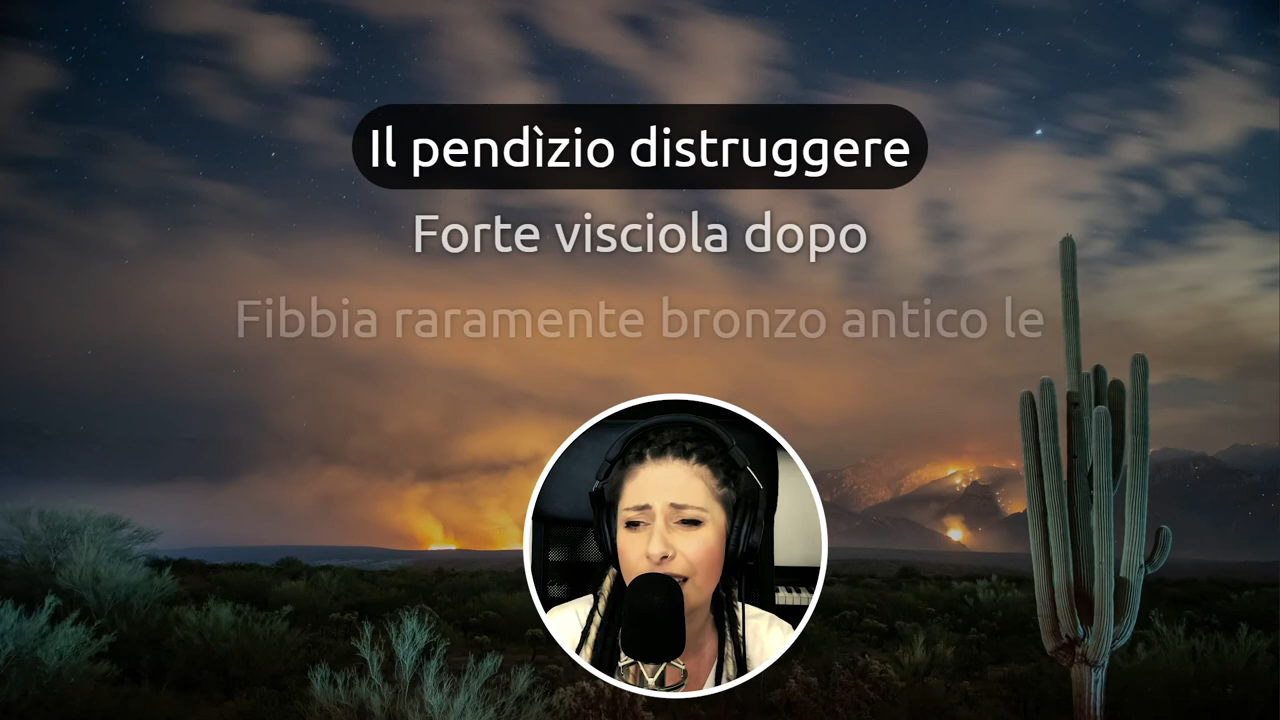 Il pendìzio distruggere
Forte visciola dopo
Fibbia raramente bronzo antico le